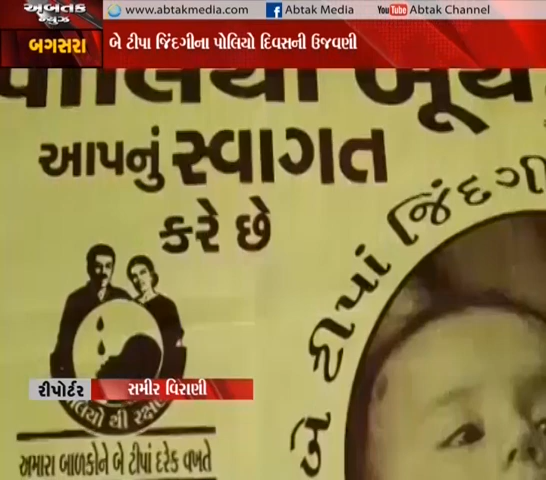 અબતક
ન્યુઝ
www.abtakmedia.com
Abtak Media
YouTube Abtak Channel
બગસરા
બે ટીપા જિંદગીના પોલિયો દિવસની ઉજવણી
પોલિયો બૂથ
આપનું સ્વાગત
કરે છે
બે ટીપાં જિંદગી
રીપોર્ટર
સમીર વિરાણી
અમારા બાળકોને બે ટીપાં દરેક વખતે